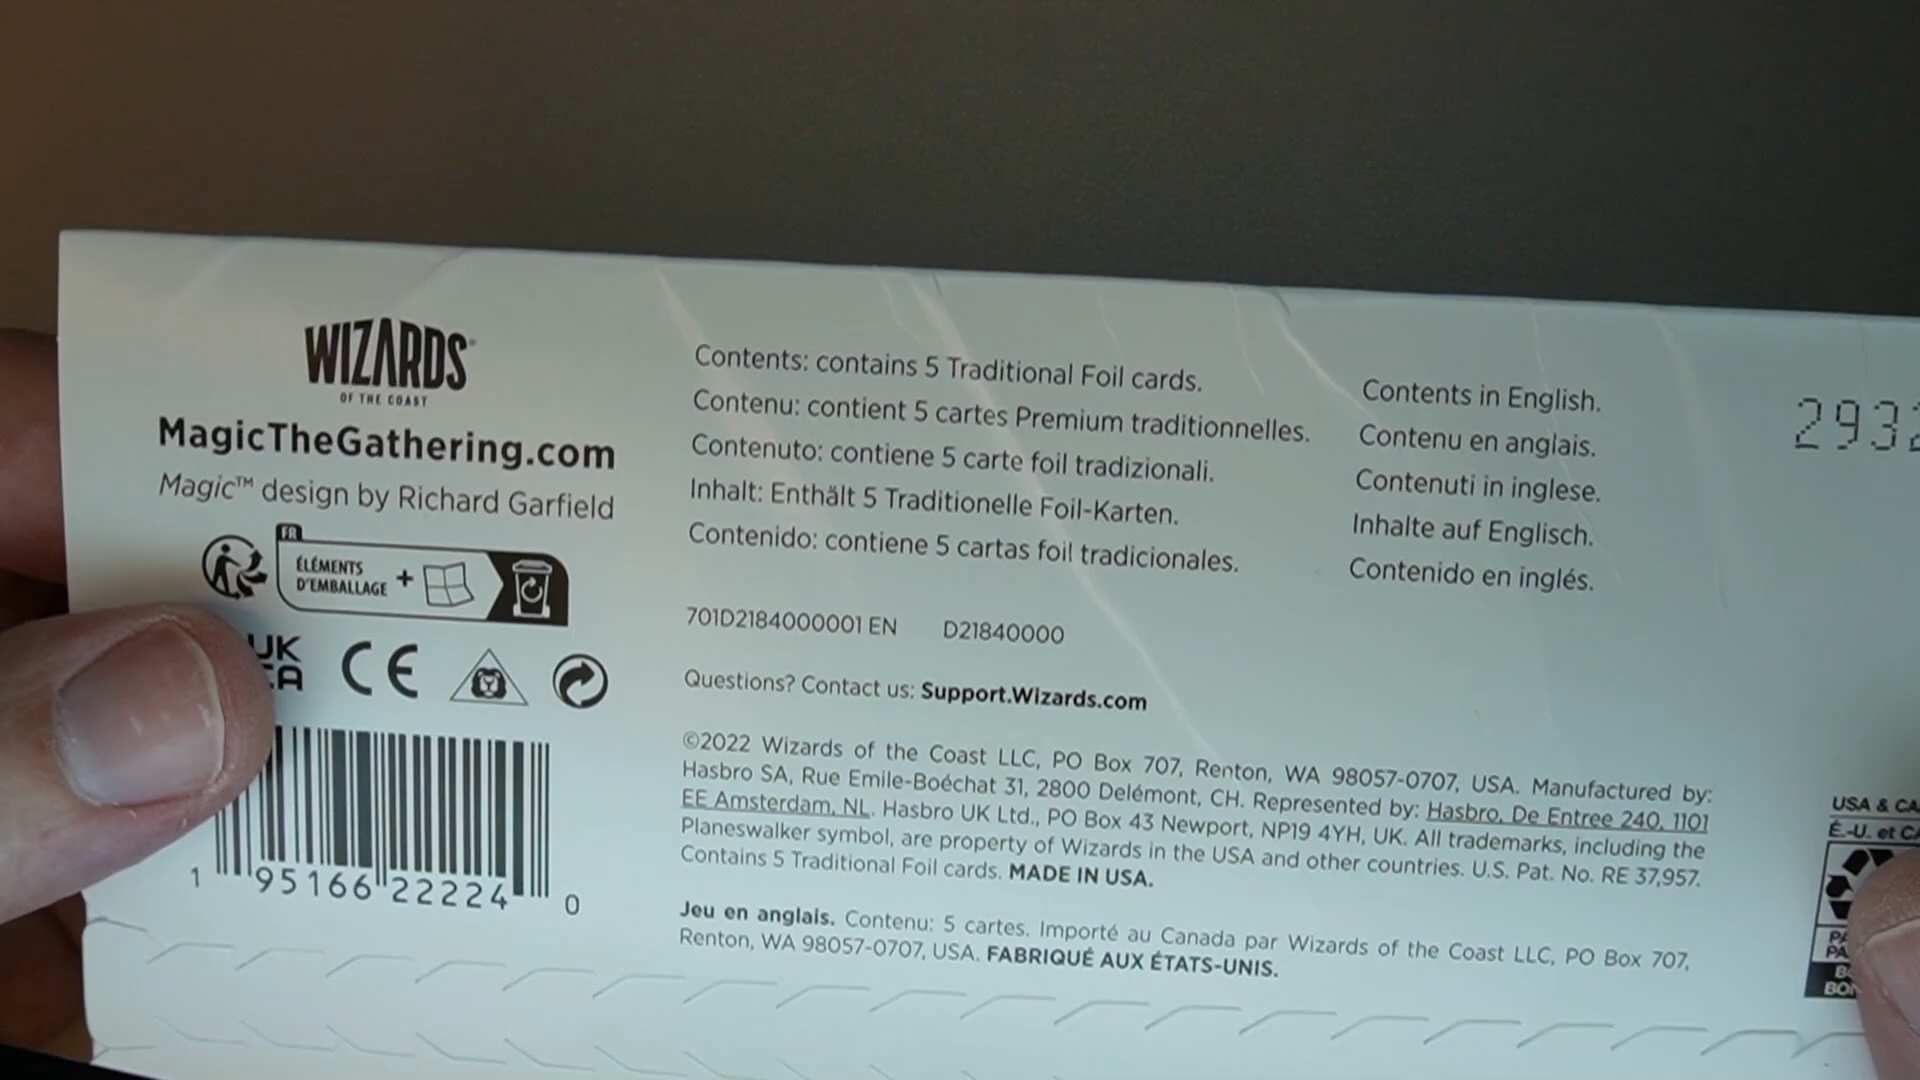 WIZARDS
OF THE COAST
MagicTheGathering.com
Magic™ design by Richard Garfield
FR
ÉLÉMENTS
D'EMBALLAGE +
UK
CA CE
1 95166 22224 0
Contents: contains 5 Traditional Foil cards.
Contenu: contient 5 cartes Premium traditionnelles.
Contenuto: contiene 5 carte foil tradizionali.
Inhalt: Enthält 5 Traditionelle Foil-Karten.
Contenido: contiene 5 cartas foil tradicionales.
Contents in English.
Contenu en anglais.
Contenuti in inglese.
Inhalte auf Englisch.
Contenido en inglés.
701D2184000001 EN D21840000
Questions? Contact us: Support.Wizards.com
©2022 Wizards of the Coast LLC, PO Box 707, Renton, WA 98057-0707, USA. Manufactured by:
Hasbro SA, Rue Emile-Boéchat 31, 2800 Delémont, CH. Represented by: Hasbro, De Entree 240, 1101
EE Amsterdam, NL. Hasbro UK Ltd., PO Box 43 Newport, NP19 4YH, UK. All trademarks, including the
Planeswalker symbol, are property of Wizards in the USA and other countries. U.S. Pat. No. RE 37,957.
Contains 5 Traditional Foil cards. MADE IN USA.
Jeu en anglais. Contenu: 5 cartes. Importé au Canada par Wizards of the Coast LLC, PO Box 707,
Renton, WA 98057-0707, USA. FABRIQUÉ AUX ÉTATS-UNIS.
293
USA & CA
É.-U. et C
PA
PA
B
BON